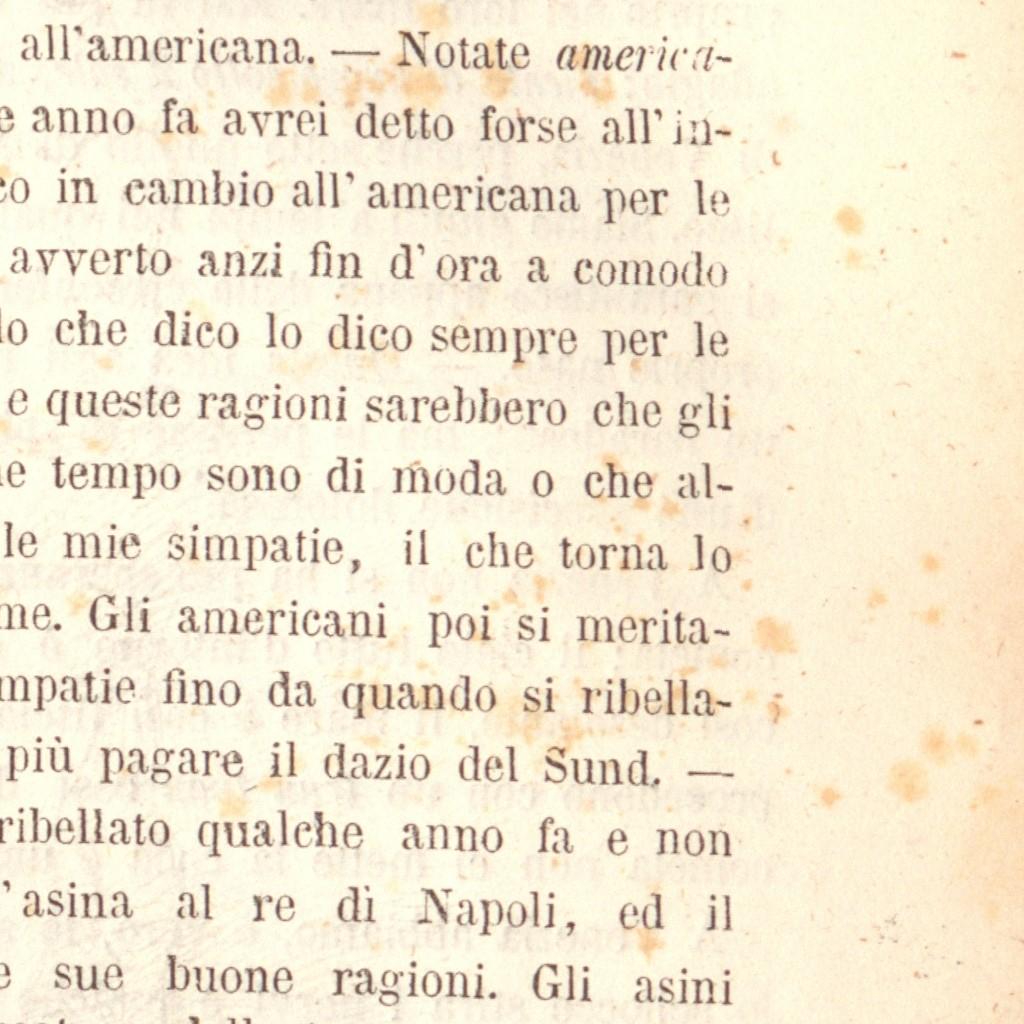 all'americana. — Notate america-
e anno fa avrei detto forse all'in-
co in cambio all'americana per le
avverto anzi fin d'ora a comodo
lo che dico lo dico sempre per le
e queste ragioni sarebbero che gli
e tempo sono di moda o che al-
le mie simpatie, il che torna lo
me. Gli americani poi si merita-
mpatie fino da quando si ribella-
più pagare il dazio del Sund. —
ribellato qualche anno fa e non
'asina al re di Napoli, ed il
e sue buone ragioni. Gli asini